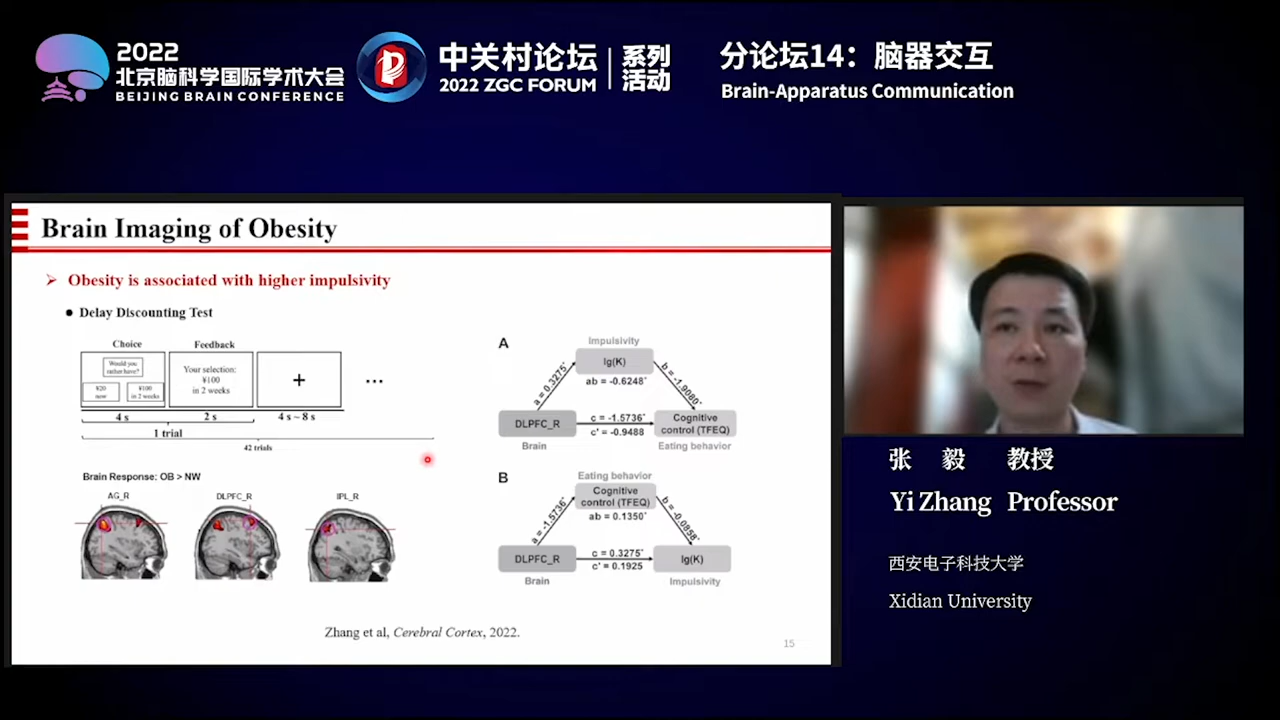 2022
北京脑科学国际学术大会
BEIJING BRAIN CONFERENCE
中关村论坛
2022 ZGC FORUM
系列
活动
分论坛14：脑器交互
Brain-Apparatus Communication
Brain Imaging of Obesity
➢ Obesity is associated with higher impulsivity
● Delay Discounting Test
Choice
Feedback
Would you
rather have?
¥20
now
¥100
in 2 weeks
Your selection:
¥100
in 2 weeks
+
...
4 s
2 s
4 s ~ 8 s
1 trial
42 trials
Brain Response: OB > NW
AG_R
DLPFC_R
IPL_R
A
Impulsivity
lg(K)
ab = -0.6248*
a = 0.3275*
b = -1.9080*
DLPFC_R
c = -1.5736*
c' = -0.9488
Cognitive
control (TFEQ)
Brain
Eating behavior
B
Eating behavior
Cognitive
control (TFEQ)
ab = 0.1350*
a = -1.5736*
b = -0.0858*
DLPFC_R
c = 0.3275*
c' = 0.1925
lg(K)
Brain
Impulsivity
Zhang et al, Cerebral Cortex, 2022.
15
张 毅 教授
Yi Zhang Professor
西安电子科技大学
Xidian University